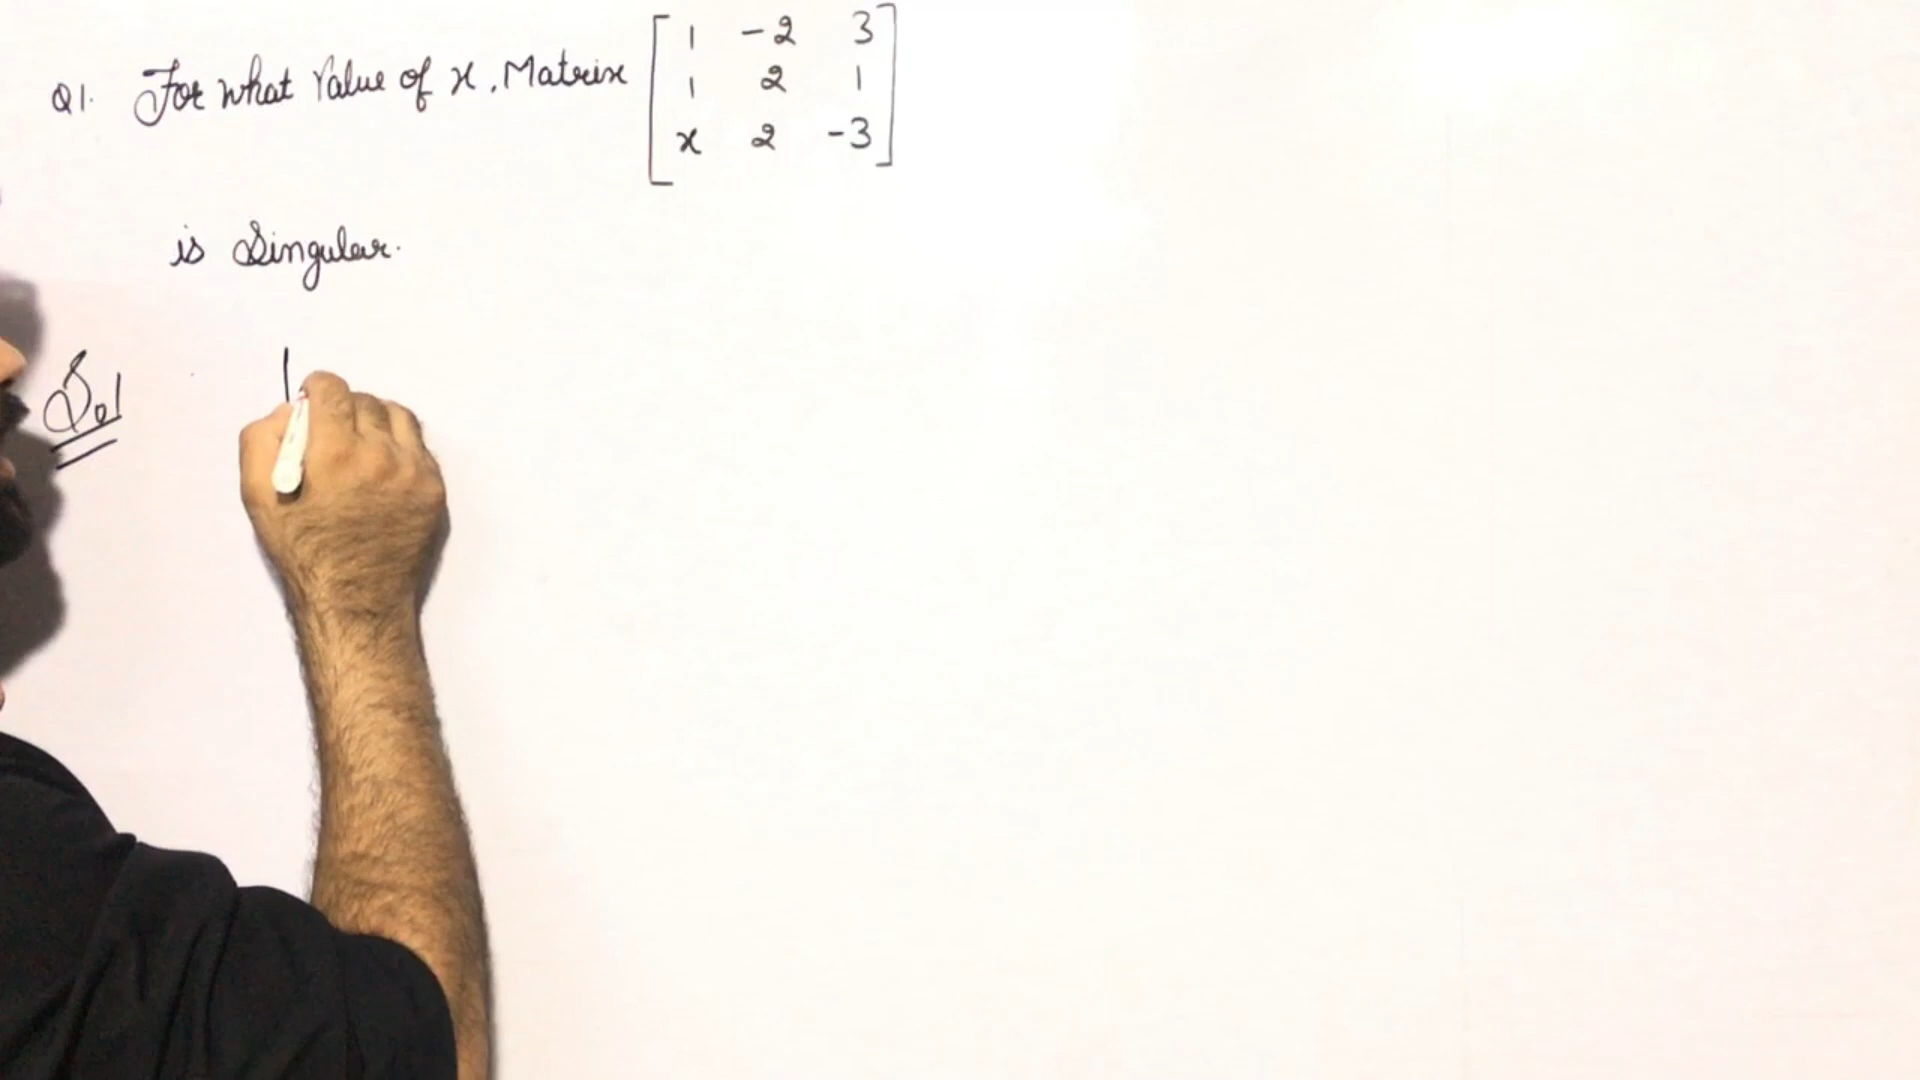 Q1. For what Value of x, Matrix [1 -2 3
1 2 1
x 2 -3]
is Singular.
Sol